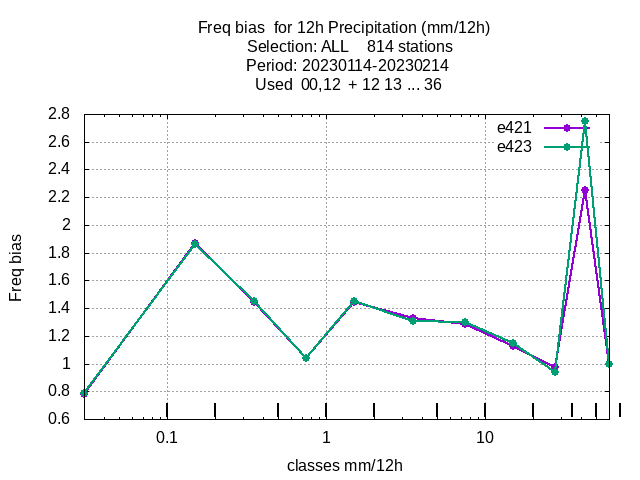 Freq bias  for 12h Precipitation (mm/12h)
Selection: ALL    814 stations
Period: 20230114-20230214
Used  00,12  + 12 13 ... 36
e421
e423
2.8
2.6
2.4
2.2
2
1.8
1.6
1.4
1.2
1
0.8
0.6
Freq bias
0.1
1
10
classes mm/12h